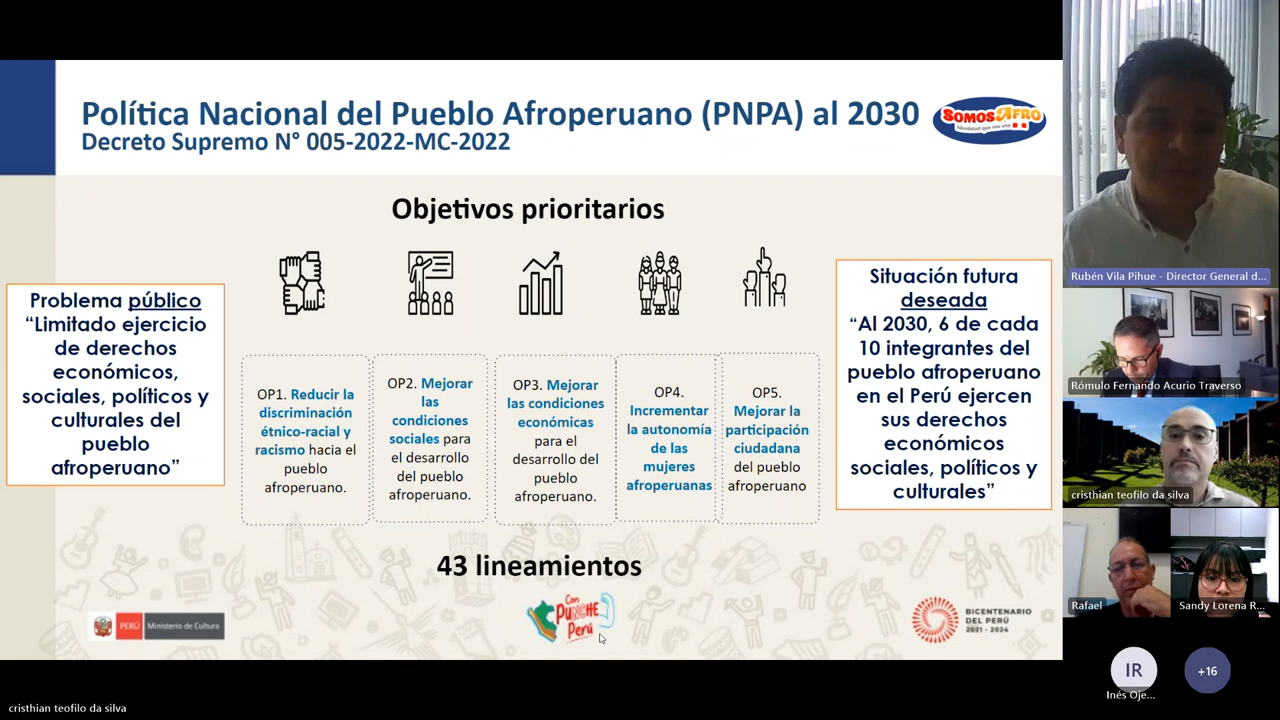 Política Nacional del Pueblo Afroperuano (PNPA) al 2030
Decreto Supremo N° 005-2022-MC-2022
SOMOSAFRO
Identidad que nos une
Objetivos prioritarios
Problema público
“Limitado ejercicio
de derechos
económicos,
sociales, políticos y
culturales del
pueblo
afroperuano”
OP1. Reducir la
discriminación
étnico-racial y
racismo hacia el
pueblo
afroperuano.
OP2. Mejorar
las
condiciones
sociales para
el desarrollo
del pueblo
afroperuano.
OP3. Mejorar
las condiciones
económicas
para el
desarrollo del
pueblo
afroperuano.
OP4.
Incrementar
la autonomía
de las
mujeres
afroperuanas
OP5.
Mejorar la
participación
ciudadana
del pueblo
afroperuano
Situación futura
deseada
“Al 2030, 6 de cada
10 integrantes del
pueblo afroperuano
en el Perú ejercen
sus derechos
económicos
sociales, políticos y
culturales”
43 lineamientos
PERÚ
Ministerio de Cultura
Con
PUNCHE
Perú
BICENTENARIO
DEL PERÚ
2021 - 2024
Rubén Vila Pihue - Director General d...
Rómulo Fernando Acurio Traverso
cristhian teofilo da silva
Rafael
Sandy Lorena R...
IR
Inés Oje...
+16
cristhian teofilo da silva